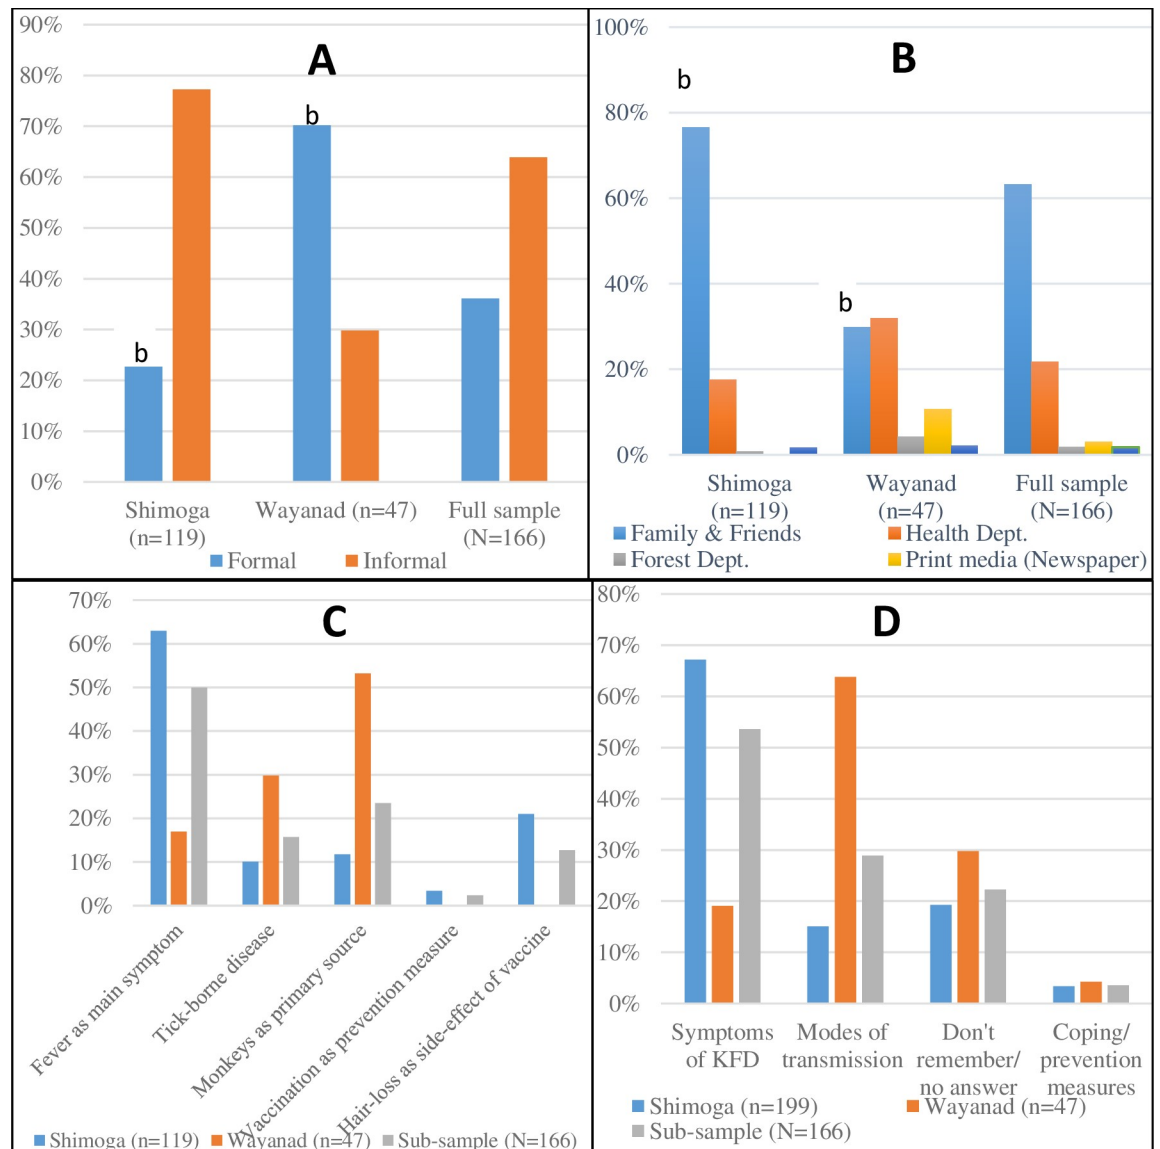 A
90%
80%
70%
60%
50%
40%
30%
20%
10%
0%
b
b
Shimoga (n=119)
Wayanad (n=47)
Full sample (N=166)
Formal
Informal
B
100%
80%
60%
40%
20%
0%
b
b
Shimoga (n=119)
Wayanad (n=47)
Full sample (N=166)
Family & Friends
Health Dept.
Forest Dept.
Print media (Newspaper)
C
70%
60%
50%
40%
30%
20%
10%
0%
Fever as main symptom
Tick-borne disease
Monkeys as primary source
Vaccination as prevention measure
Hair-loss as side-effect of vaccine
Shimoga (n=119)
Wayanad (n=47)
Sub-sample (N=166)
D
80%
70%
60%
50%
40%
30%
20%
10%
0%
Symptoms of KFD
Modes of transmission
Don't remember/ no answer
Coping/ prevention measures
Shimoga (n=199)
Wayanad (n=47)
Sub-sample (N=166)